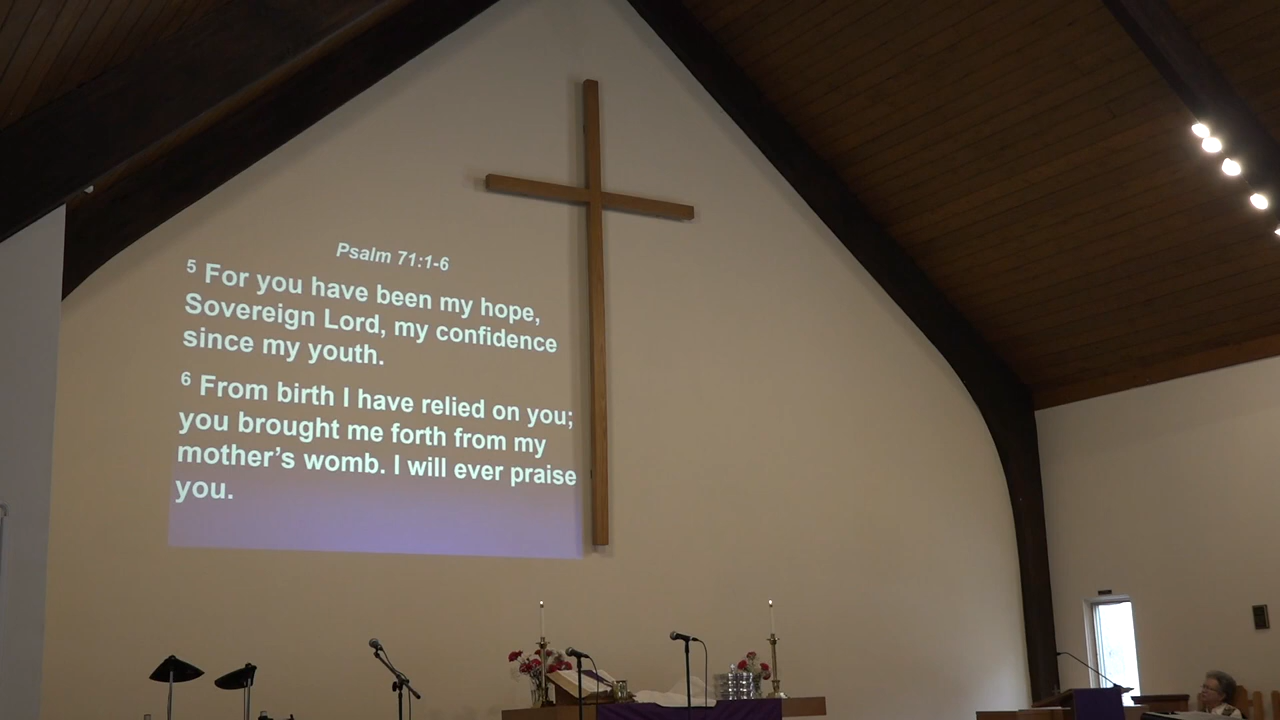 Psalm 71:1-6
5 For you have been my hope,
Sovereign Lord, my confidence
since my youth.
6 From birth I have relied on you;
you brought me forth from my
mother’s womb. I will ever praise
you.